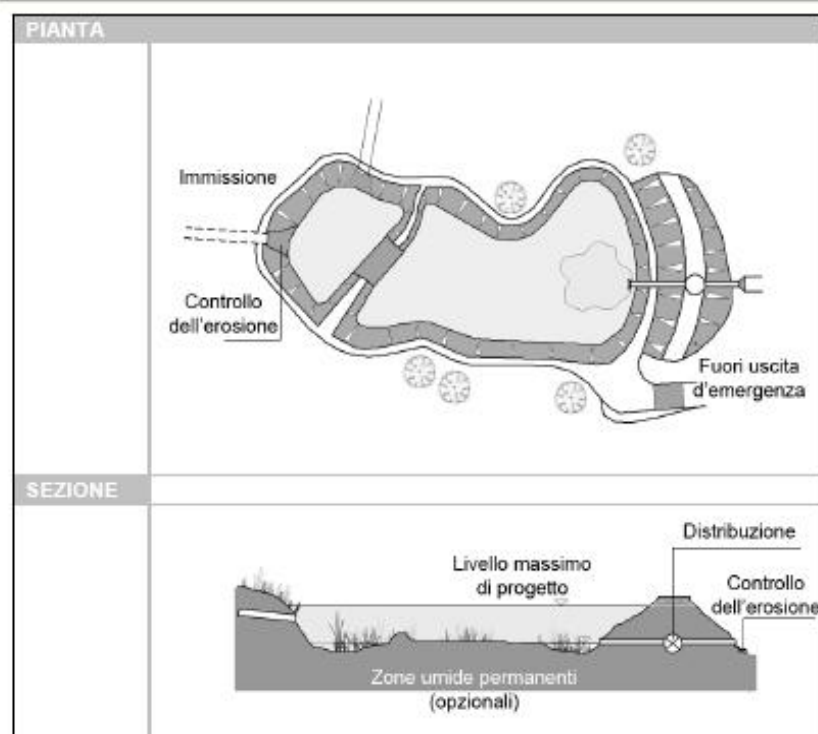 PIANTA
Immissione
Controllo
dell'erosione
Fuori uscita
d'emergenza
SEZIONE
Distribuzione
Livello massimo
di progetto
Controllo
dell'erosione
Zone umide permanenti
(opzionali)